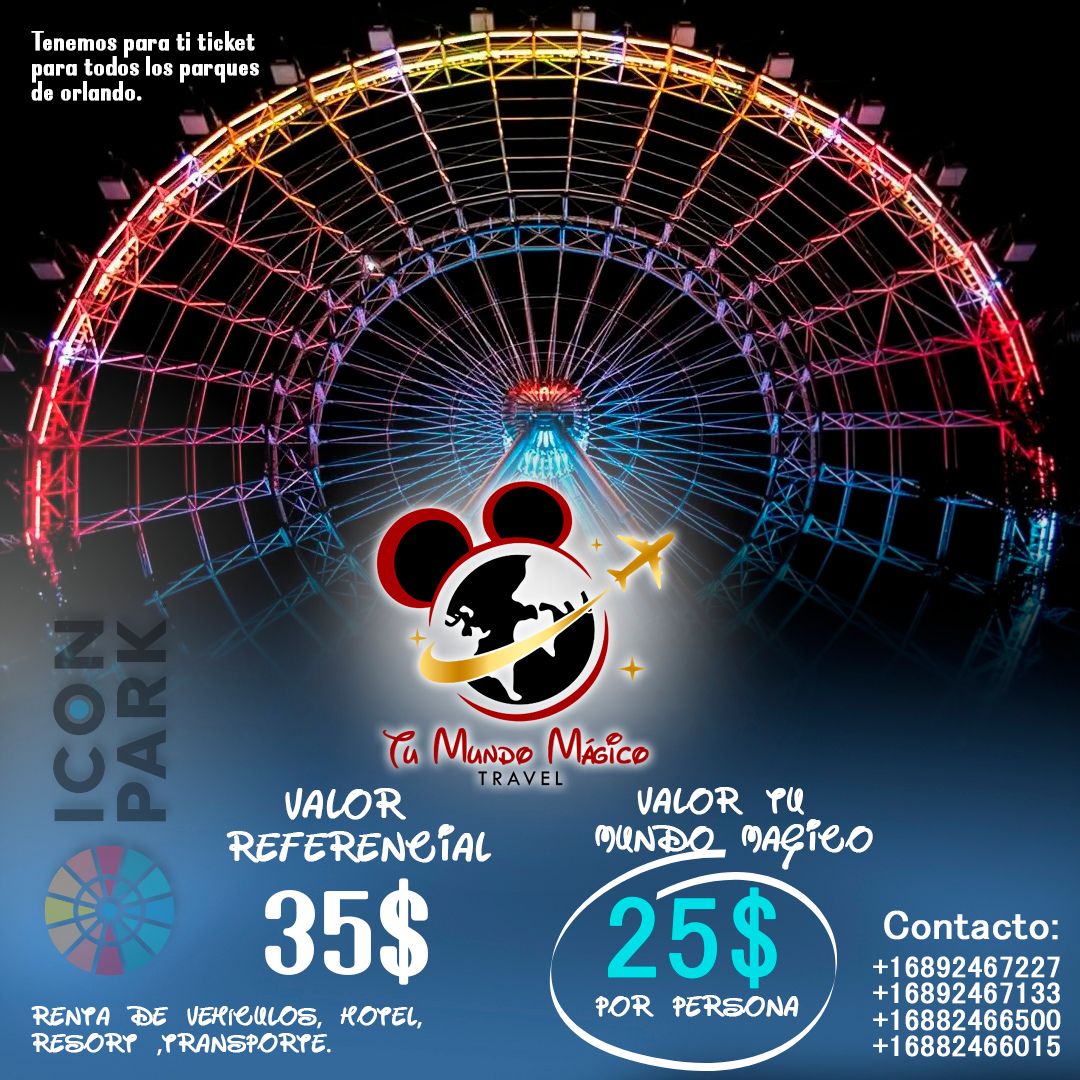 Tenemos para ti ticket
para todos los parques
de orlando.
ICON
PARK
Tu Mundo Mágico
TRAVEL
VALOR
REFERENCIAL
35$
VALOR TU
MUNDO MAGICO
25$
POR PERSONA
RENTA DE VEHICULOS, HOTEL,
RESORT ,TRANSPORTE.
Contacto:
+16892467227
+16892467133
+16882466500
+16882466015